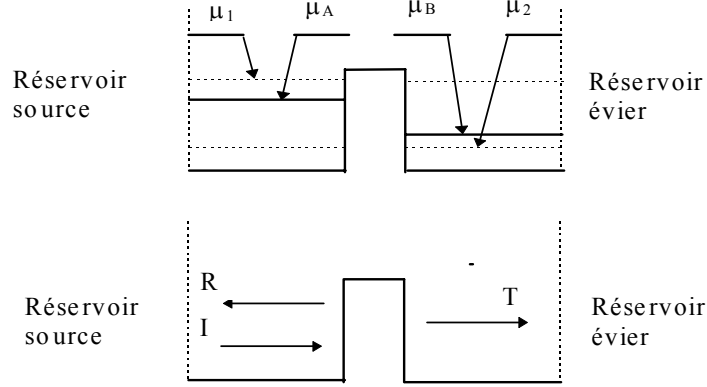 μ1 μA μB μ2
Réservoir source
Réservoir évier
R
I
T
Réservoir source
Réservoir évier